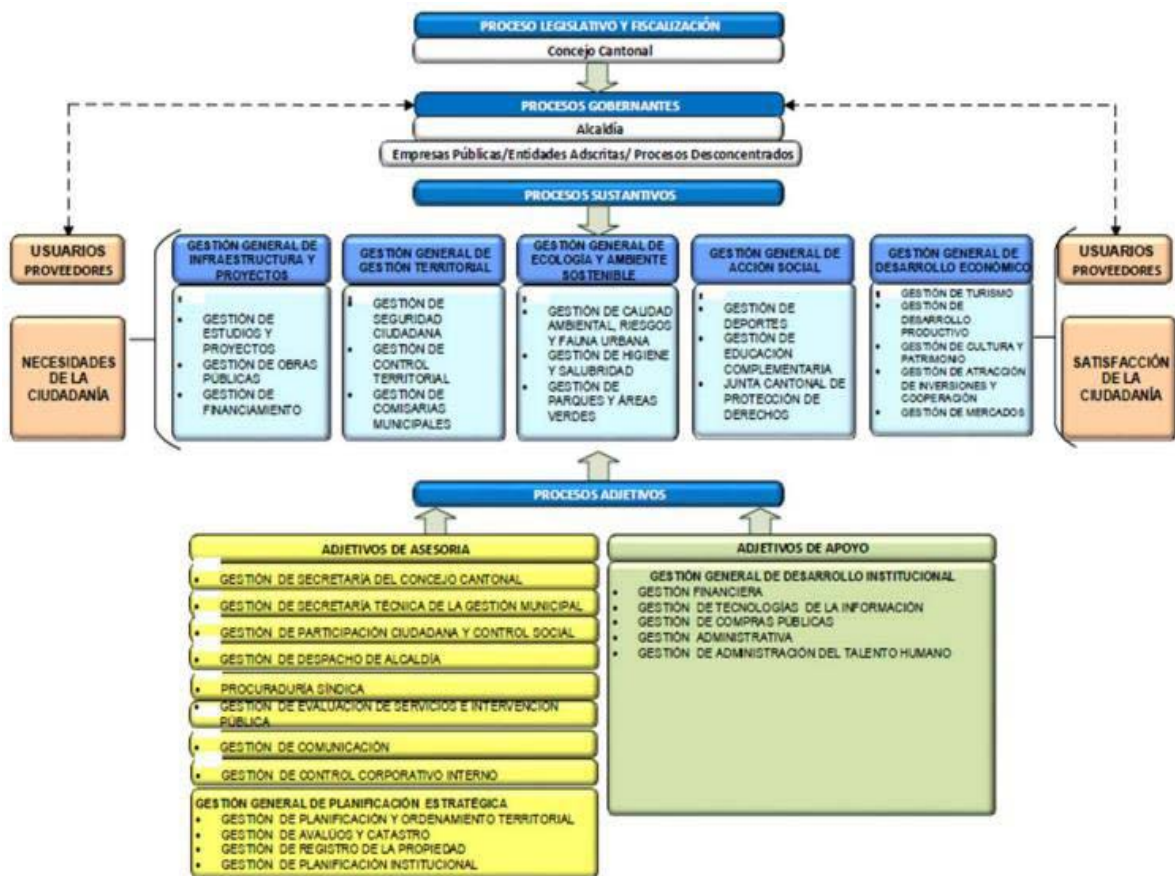 PROCESO LEGISLATIVO Y FISCALIZACIÓN
Concejo Cantonal
PROCESOS GOBERNANTES
Alcaldía
Empresas Públicas/Entidades Adscritas/ Procesos Desconcentrados
PROCESOS SUSTANTIVOS
USUARIOS
PROVEEDORES
NECESIDADES
DE LA
CIUDADANÍA
GESTIÓN GENERAL DE
INFRAESTRUCTURA Y
PROYECTOS
• GESTIÓN DE
ESTUDIOS Y
PROYECTOS
• GESTIÓN DE OBRAS
PÚBLICAS
• GESTIÓN DE
FINANCIAMIENTO
GESTIÓN GENERAL DE
GESTIÓN TERRITORIAL
GESTIÓN DE
SEGURIDAD
CIUDADANA
• GESTIÓN DE
CONTROL
TERRITORIAL
• GESTIÓN DE
COMISARIAS
MUNICIPALES
GESTIÓN GENERAL DE
ECOLOGÍA Y AMBIENTE
SOSTENIBLE
• GESTIÓN DE CALIDAD
AMBIENTAL, RIESGOS
Y FAUNA URBANA
• GESTIÓN DE HIGIENE
Y SALUBRIDAD
• GESTIÓN DE
PARQUES Y ÁREAS
VERDES
GESTIÓN GENERAL DE
ACCIÓN SOCIAL
• GESTIÓN DE
DEPORTES
• GESTIÓN DE
EDUCACIÓN
COMPLEMENTARIA
• JUNTA CANTONAL DE
PROTECCIÓN DE
DERECHOS
GESTIÓN GENERAL DE
DESARROLLO ECONÓMICO
• GESTIÓN DE TURISMO
• GESTIÓN DE
DESARROLLO
PRODUCTIVO
• GESTIÓN DE CULTURA Y
PATRIMONIO
• GESTIÓN DE ATRACCIÓN
DE INVERSIONES Y
COOPERACIÓN
• GESTIÓN DE MERCADOS
USUARIOS
PROVEEDORES
SATISFACCIÓN
DE LA
CIUDADANÍA
PROCESOS ADJETIVOS
ADJETIVOS DE ASESORIA
• GESTIÓN DE SECRETARÍA DEL CONCEJO CANTONAL
• GESTIÓN DE SECRETARÍA TÉCNICA DE LA GESTIÓN MUNICIPAL
• GESTIÓN DE PARTICIPACIÓN CIUDADANA Y CONTROL SOCIAL
• GESTIÓN DE DESPACHO DE ALCALDÍA
• PROCURADURÍA SÍNDICA
• GESTIÓN DE EVALUACIÓN DE SERVICIOS E INTERVENCIÓN
PÚBLICA
• GESTIÓN DE COMUNICACIÓN
• GESTIÓN DE CONTROL CORPORATIVO INTERNO
GESTIÓN GENERAL DE PLANIFICACIÓN ESTRATÉGICA
• GESTIÓN DE PLANIFICACIÓN Y ORDENAMIENTO TERRITORIAL
• GESTIÓN DE AVALÚOS Y CATASTRO
• GESTIÓN DE REGISTRO DE LA PROPIEDAD
• GESTIÓN DE PLANIFICACIÓN INSTITUCIONAL
ADJETIVOS DE APOYO
GESTIÓN GENERAL DE DESARROLLO INSTITUCIONAL
• GESTIÓN FINANCIERA
• GESTIÓN DE TECNOLOGÍAS DE LA INFORMACIÓN
• GESTIÓN DE COMPRAS PÚBLICAS
• GESTIÓN ADMINISTRATIVA
• GESTIÓN DE ADMINISTRACIÓN DEL TALENTO HUMANO